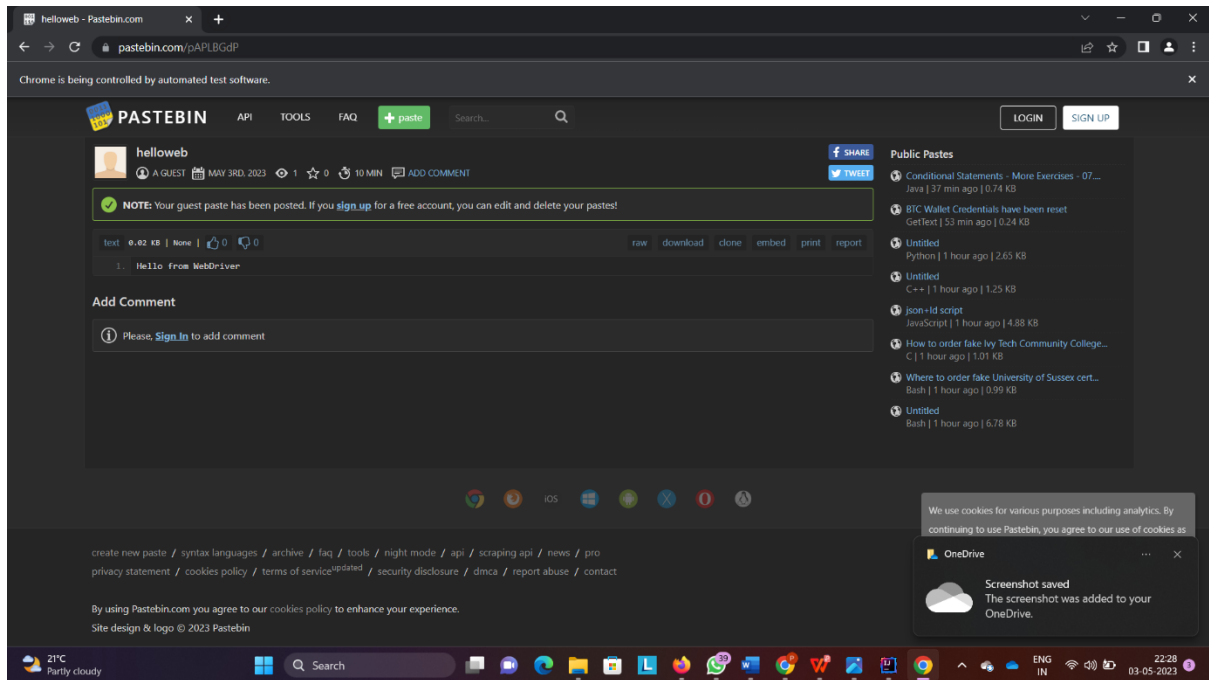 helloweb - Pastebin.com
pastebin.com/pAPLBGdP
Chrome is being controlled by automated test software.
PASTEBIN API TOOLS FAQ + paste Search... LOGIN SIGN UP
helloweb
A GUEST MAY 3RD, 2023 1 0 10 MIN ADD COMMENT
SHARE
TWEET
NOTE: Your guest paste has been posted. If you sign up for a free account, you can edit and delete your pastes!
text 0.02 KB | None | 0 0 raw download clone embed print report
1. Hello from WebDriver
Add Comment
Please, Sign In to add comment
Public Pastes
Conditional Statements - More Exercises - 07....
Java | 37 min ago | 0.74 KB
BTC Wallet Credentials have been reset
GetText | 53 min ago | 0.24 KB
Untitled
Python | 1 hour ago | 2.65 KB
Untitled
C++ | 1 hour ago | 1.25 KB
json+ld script
JavaScript | 1 hour ago | 4.88 KB
How to order fake Ivy Tech Community College...
C | 1 hour ago | 1.01 KB
Where to order fake University of Sussex cert...
Bash | 1 hour ago | 0.99 KB
Untitled
Bash | 1 hour ago | 6.78 KB
iOS
We use cookies for various purposes including analytics. By
continuing to use Pastebin, you agree to our use of cookies as
create new paste / syntax languages / archive / faq / tools / night mode / api / scraping api / news / pro
privacy statement / cookies policy / terms of service updated / security disclosure / dmca / report abuse / contact
By using Pastebin.com you agree to our cookies policy to enhance your experience.
Site design & logo © 2023 Pastebin
OneDrive
Screenshot saved
The screenshot was added to your
OneDrive.
21°C
Partly cloudy
Search
39
ENG
IN
22:28
03-05-2023
3